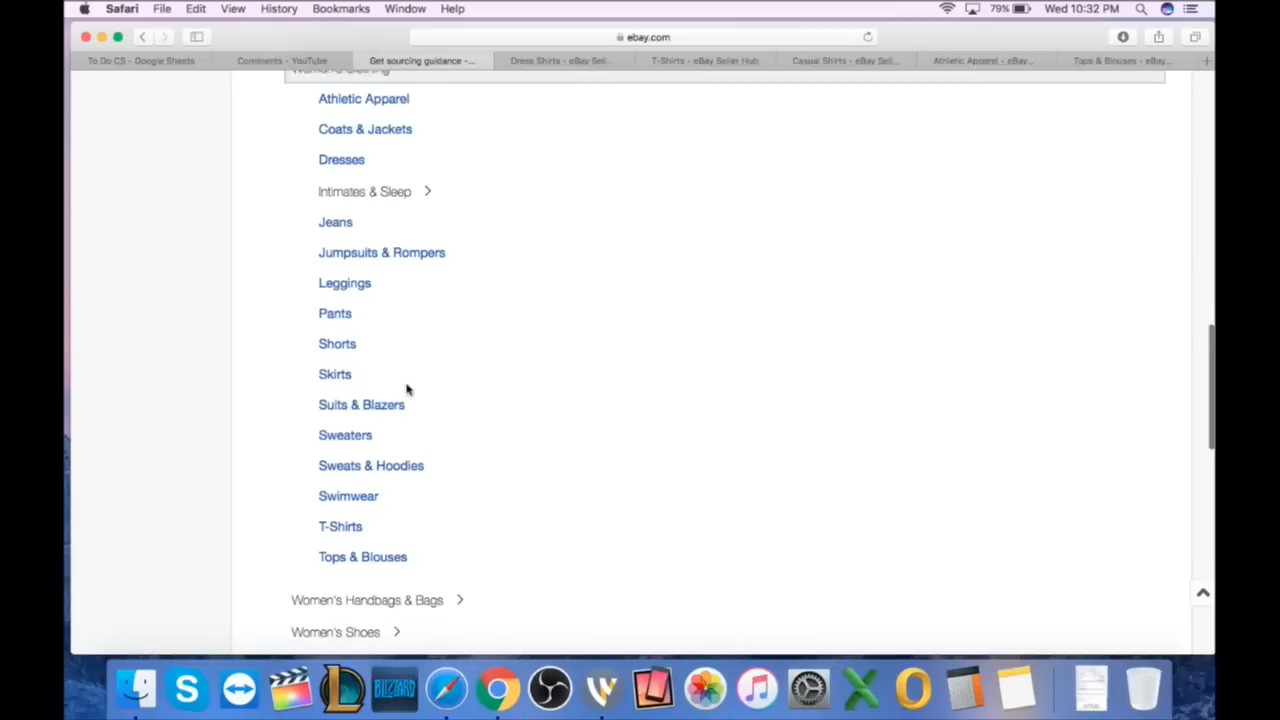 Safari File Edit View History Bookmarks Window Help 79% Wed 10:32 PM
ebay.com
To Do CS - Google Sheets Comments - YouTube Get sourcing guidance -... Dress Shirts - eBay Sell... T-Shirts - eBay Seller Hub Casual Shirts - eBay Sell... Athletic Apparel - eBay... Tops & Blouses - eBay...
Women's Clothing
Athletic Apparel
Coats & Jackets
Dresses
Intimates & Sleep
Jeans
Jumpsuits & Rompers
Leggings
Pants
Shorts
Skirts
Suits & Blazers
Sweaters
Sweats & Hoodies
Swimwear
T-Shirts
Tops & Blouses
Women's Handbags & Bags
Women's Shoes
BLIZZARD